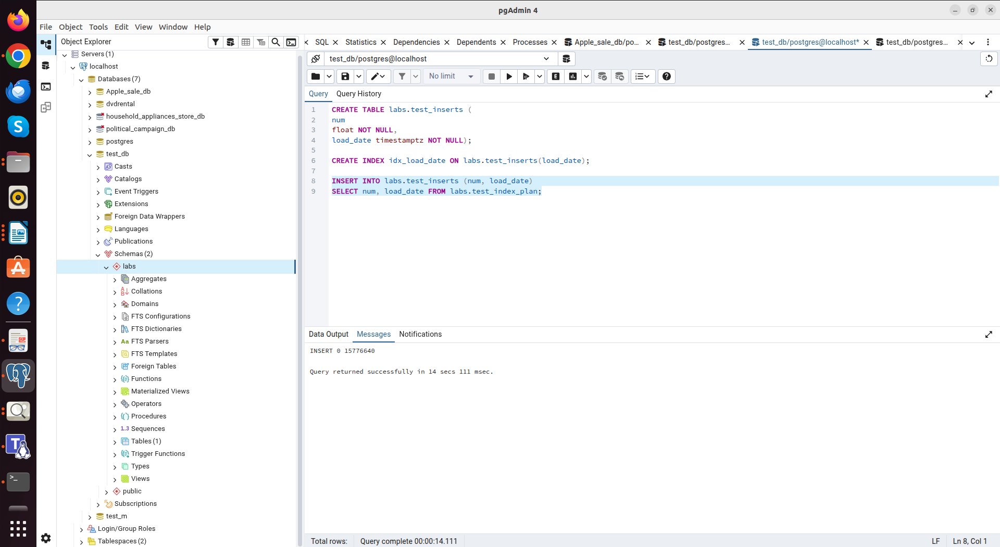 pgAdmin 4
File Object Tools Edit View Window Help
Object Explorer
Servers (1)
localhost
Databases (7)
Apple_sale_db
dvdrental
household_appliances_store_db
political_campaign_db
postgres
test_db
Casts
Catalogs
Event Triggers
Extensions
Foreign Data Wrappers
Languages
Publications
Schemas (2)
labs
Aggregates
Collations
Domains
FTS Configurations
FTS Dictionaries
Aa FTS Parsers
FTS Templates
Foreign Tables
Functions
Materialized Views
Operators
Procedures
1..3 Sequences
Tables (1)
Trigger Functions
Types
Views
public
Subscriptions
test_m
Login/Group Roles
Tablespaces (2)
SQL Statistics Dependencies Dependents Processes Apple_sale_db/po... test_db/postgres... test_db/postgres@localhost* test_db/postgres...
test_db/postgres@localhost
No limit
E
Query Query History
1 CREATE TABLE labs.test_inserts (
2 num
3 float NOT NULL,
4 load_date timestamptz NOT NULL);
5
6 CREATE INDEX idx_load_date ON labs.test_inserts(load_date);
7
8 INSERT INTO labs.test_inserts (num, load_date)
9 SELECT num, load_date FROM labs.test_index_plan;
Data Output Messages Notifications
INSERT 0 15776640
Query returned successfully in 14 secs 111 msec.
Total rows: Query complete 00:00:14.111 LF Ln 8, Col 1